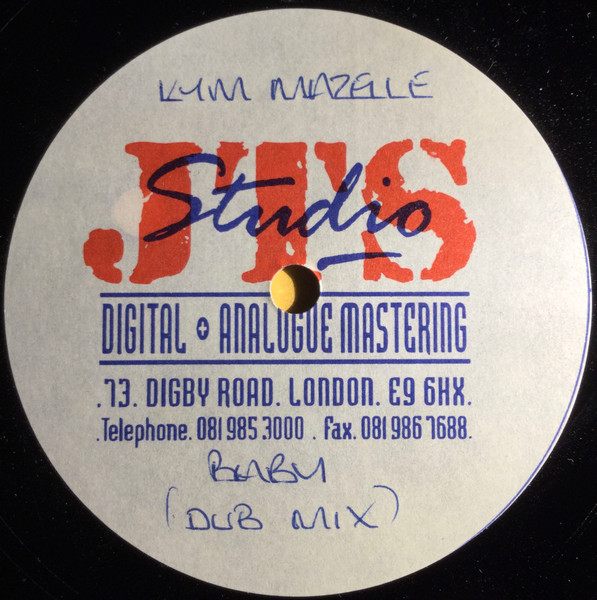 KYM MAZELLE
JTS
Studio
DIGITAL + ANALOGUE MASTERING
.73. DIGBY ROAD. LONDON. E9 6HX.
.Telephone. 081 985 3000 . Fax. 081 986 7688.
BABY
(DUB MIX)